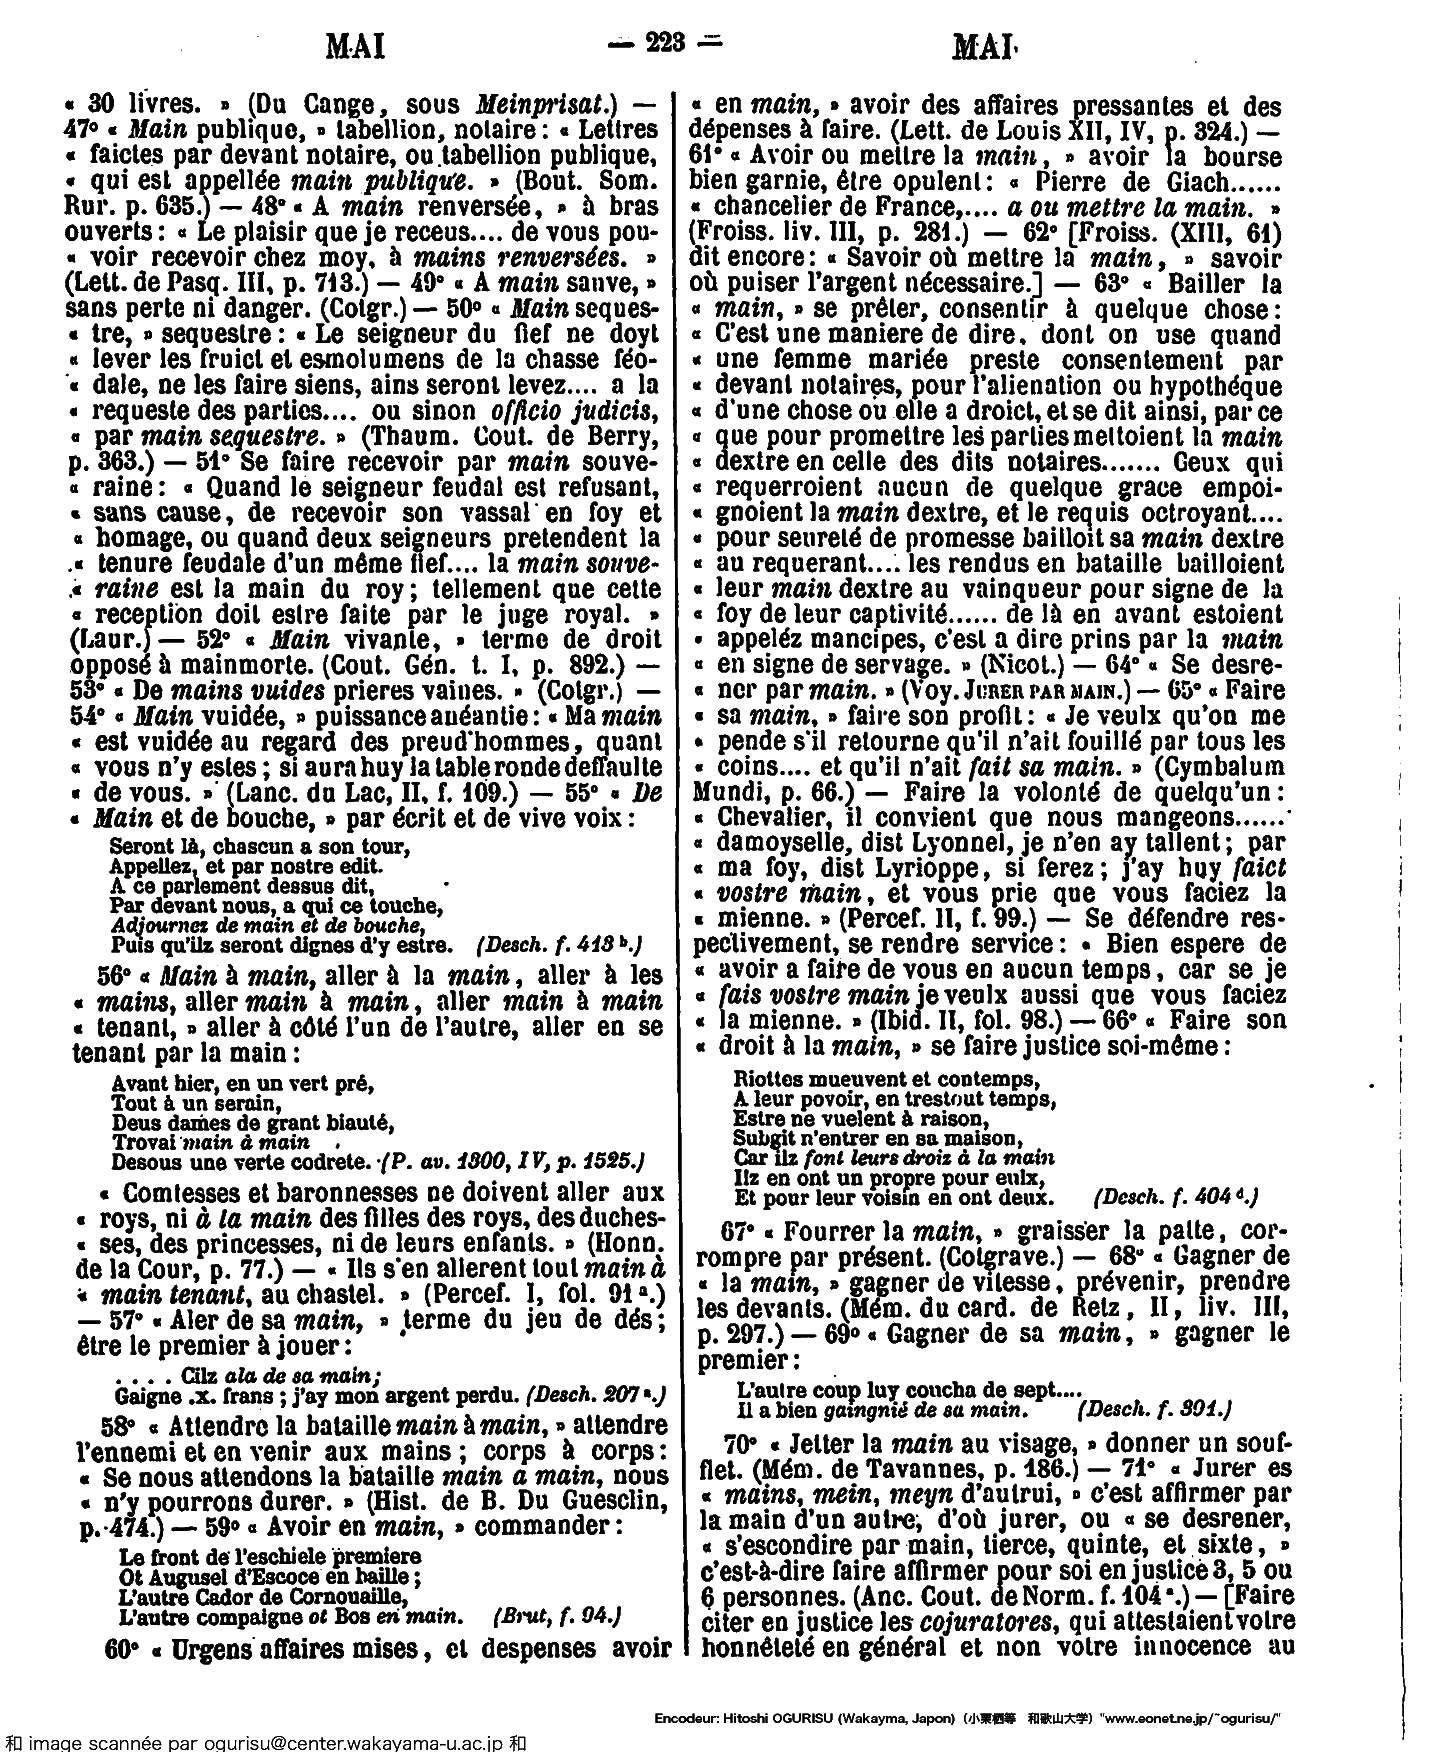 MAI — 223 — MAI
« 30 livres. » (Du Cange, sous Meinprisat.) —
47° « Main publique, » tabellion, notaire : « Lettres
« faictes par devant notaire, ou tabellion publique,
« qui est appellée main publique. » (Bout. Som.
Rur. p. 635.) — 48° « A main renversée, » à bras
ouverts : « Le plaisir que je receus.... de vous pou-
« voir recevoir chez moy, à mains renversées. »
(Lett. de Pasq. III, p. 713.) — 49° « A main sauve, »
sans perte ni danger. (Cotgr.) — 50° « Main seques-
« tre, » sequestre : « Le seigneur du fief ne doyt
« lever les fruict et esmolumens de la chasse féo-
« dale, ne les faire siens, ains seront levez.... a la
« requeste des parties.... ou sinon officio judicis,
« par main sequestre. » (Thaum. Cout. de Berry,
p. 363.) — 51° Se faire recevoir par main souve-
« raine : « Quand le seigneur feudal est refusant,
« sans cause, de recevoir son vassal en foy et
« homage, ou quand deux seigneurs pretendent la
« tenure feudale d'un même fief.... la main souve-
« raine est la main du roy ; tellement que cette
« reception doit estre faite par le juge royal. »
(Laur.) — 52° « Main vivante, » terme de droit
opposé à mainmorte. (Cout. Gén. t. I, p. 892.) —
53° « De mains vuides prieres vaines. » (Cotgr.) —
54° « Main vuidée, » puissance anéantie : « Ma main
« est vuidée au regard des preud'hommes, quant
« vous n'y estes ; si aura huy la table ronde deffaulte
« de vous. » (Lanc. du Lac, II, f. 109.) — 55° « De
« Main et de bouche, » par écrit et de vive voix :
Seront là, chascun a son tour,
Appellez, et par nostre edit.
A ce parlement dessus dit,
Par devant nous, a qui ce touche,
Adjournez de main et de bouche,
Puis qu'ilz seront dignes d'y estre. (Desch. f. 413 b.)
56° « Main à main, aller à la main, aller à les
« mains, aller main à main, aller main à main
« tenant, » aller à côté l'un de l'autre, aller en se
tenant par la main :
Avant hier, en un vert pré,
Tout à un serain,
Deus dames de grant biauté,
Trovai main à main
Desous une verte codrete. (P. av. 1300, IV, p. 1525.)
« Comtesses et baronnesses ne doivent aller aux
« roys, ni à la main des filles des roys, des duches-
« ses, des princesses, ni de leurs enfants. » (Honn.
de la Cour, p. 77.) — « Ils s'en allerent tout main à
« main tenant, au chastel. » (Percef. I, fol. 91 a.)
— 57° « Aler de sa main, » terme du jeu de dés ;
être le premier à jouer :
. . . . Cilz ala de sa main ;
Gaigne .x. frans ; j'ay mon argent perdu. (Desch. 207 a.)
58° « Attendre la bataille main à main, » attendre
l'ennemi et en venir aux mains ; corps à corps :
« Se nous attendons la bataille main a main, nous
« n'y pourrons durer. » (Hist. de B. Du Guesclin,
p. 474.) — 59° « Avoir en main, » commander :
Le front de l'eschiele premiere
Ot Augusel d'Escoce en baille ;
L'autre Cador de Cornouaille,
L'autre compaigne ot Bos en main. (Brut, f. 94.)
60° « Urgens affaires mises, et despenses avoir
« en main, » avoir des affaires pressantes et des
dépenses à faire. (Lett. de Louis XII, IV, p. 324.) —
61° « Avoir ou mettre la main, » avoir la bourse
bien garnie, être opulent : « Pierre de Giach......
« chancelier de France,.... a ou mettre la main. »
(Froiss. liv. III, p. 281.) — 62° [Froiss. (XIII, 61)
dit encore : « Savoir où mettre la main, » savoir
où puiser l'argent nécessaire.] — 63° « Bailler la
« main, » se prêter, consentir à quelque chose :
« C'est une maniere de dire, dont on use quand
« une femme mariée preste consentement par
« devant notaires, pour l'alienation ou hypothéque
« d'une chose où elle a droict, et se dit ainsi, par ce
« que pour promettre les parties mettoient la main
« dextre en celle des dits notaires....... Ceux qui
« requerroient aucun de quelque grace empoi-
« gnoient la main dextre, et le requis octroyant....
« pour seureté de promesse bailloit sa main dextre
« au requerant.... les rendus en bataille bailloient
« leur main dextre au vainqueur pour signe de la
« foy de leur captivité...... de là en avant estoient
« appeléz mancipes, c'est a dire prins par la main
« en signe de servage. » (Nicot.) — 64° « Se desre-
« ner par main. » (Voy. JURER PAR MAIN.) — 65° « Faire
« sa main, » faire son profit : « Je veulx qu'on me
« pende s'il retourne qu'il n'ait fouillé par tous les
« coins.... et qu'il n'ait fait sa main. » (Cymbalum
Mundi, p. 66.) — Faire la volonté de quelqu'un :
« Chevalier, il convient que nous mangeons......
« damoyselle, dist Lyonnel, je n'en ay tallent ; par
« ma foy, dist Lyrioppe, si ferez ; j'ay huy faict
« vostre main, et vous prie que vous faciez la
« mienne. » (Percef. II, f. 99.) — Se défendre res-
pectivement, se rendre service : « Bien espere de
« avoir a faire de vous en aucun temps, car se je
« fais vostre main je veulx aussi que vous faciez
« la mienne. » (Ibid. II, fol. 98.) — 66° « Faire son
« droit à la main, » se faire justice soi-même :
Riottes mueuvent et contemps,
A leur povoir, en trestout temps,
Estre ne vuelent à raison,
Subgit n'entrer en sa maison,
Car ilz font leurs droiz à la main
Ilz en ont un propre pour eulx,
Et pour leur voisin en ont deux. (Desch. f. 404 d.)
67° « Fourrer la main, » graisser la patte, cor-
rompre par présent. (Cotgrave.) — 68° « Gagner de
« la main, » gagner de vitesse, prévenir, prendre
les devants. (Mém. du card. de Retz, II, liv. III,
p. 297.) — 69° « Gagner de sa main, » gagner le
premier :
L'autre coup luy coucha de sept....
Il a bien gaingnié de sa main. (Desch. f. 391.)
70° « Jetter la main au visage, » donner un souf-
flet. (Mém. de Tavannes, p. 186.) — 71° « Jurer es
« mains, mein, meyn d'autrui, » c'est affirmer par
la main d'un autre, d'où jurer, ou « se desrener,
« s'escondire par main, tierce, quinte, et sixte, »
c'est-à-dire faire affirmer pour soi en justice 3, 5 ou
6 personnes. (Anc. Cout. de Norm. f. 104 a.) — [Faire
citer en justice les cojuratores, qui attestaient votre
honnêteté en général et non votre innocence au
Encodeur: Hitoshi OGURISU (Wakayma, Japon) (小栗栖等 和歌山大学) "www.eonet.ne.jp/~ogurisu/"
和 image scannée par ogurisu@center.wakayama-u.ac.jp 和